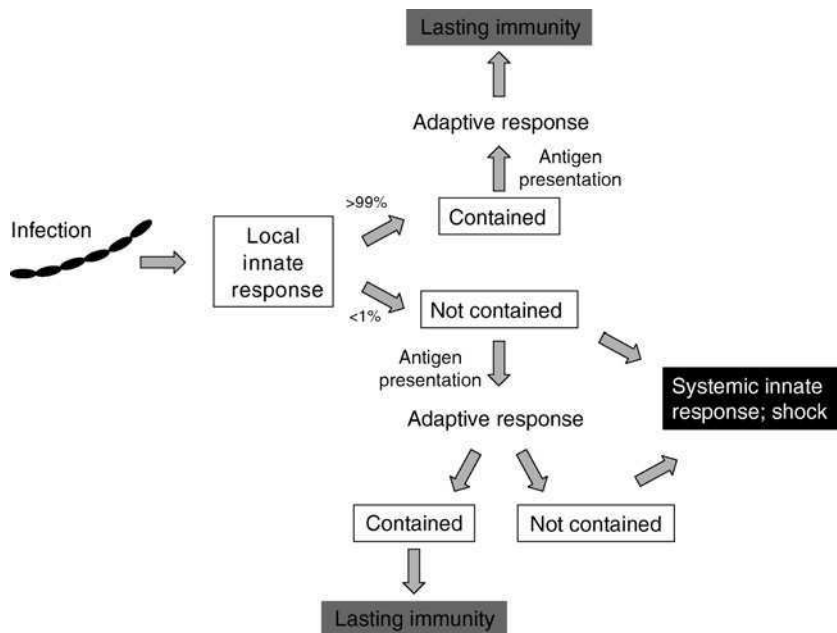 Lasting immunity
Adaptive response
Antigen
presentation
>99%
Contained
Infection
Local
innate
response
<1%
Not contained
Antigen
presentation
Systemic innate
response; shock
Adaptive response
Contained
Not contained
Lasting immunity